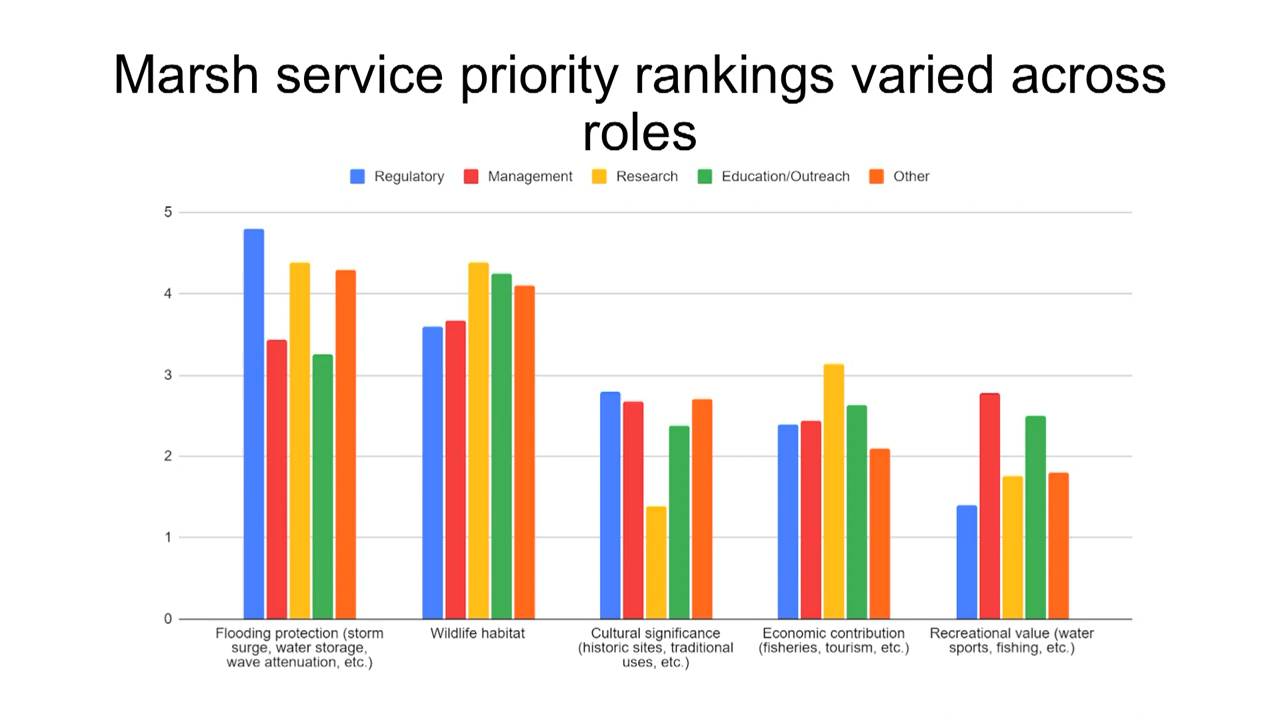 Marsh service priority rankings varied across
roles
Regulatory Management Research Education/Outreach Other
5
4
3
2
1
0
Flooding protection (storm
surge, water storage,
wave attenuation, etc.)
Wildlife habitat
Cultural significance
(historic sites, traditional
uses, etc.)
Economic contribution
(fisheries, tourism, etc.)
Recreational value (water
sports, fishing, etc.)